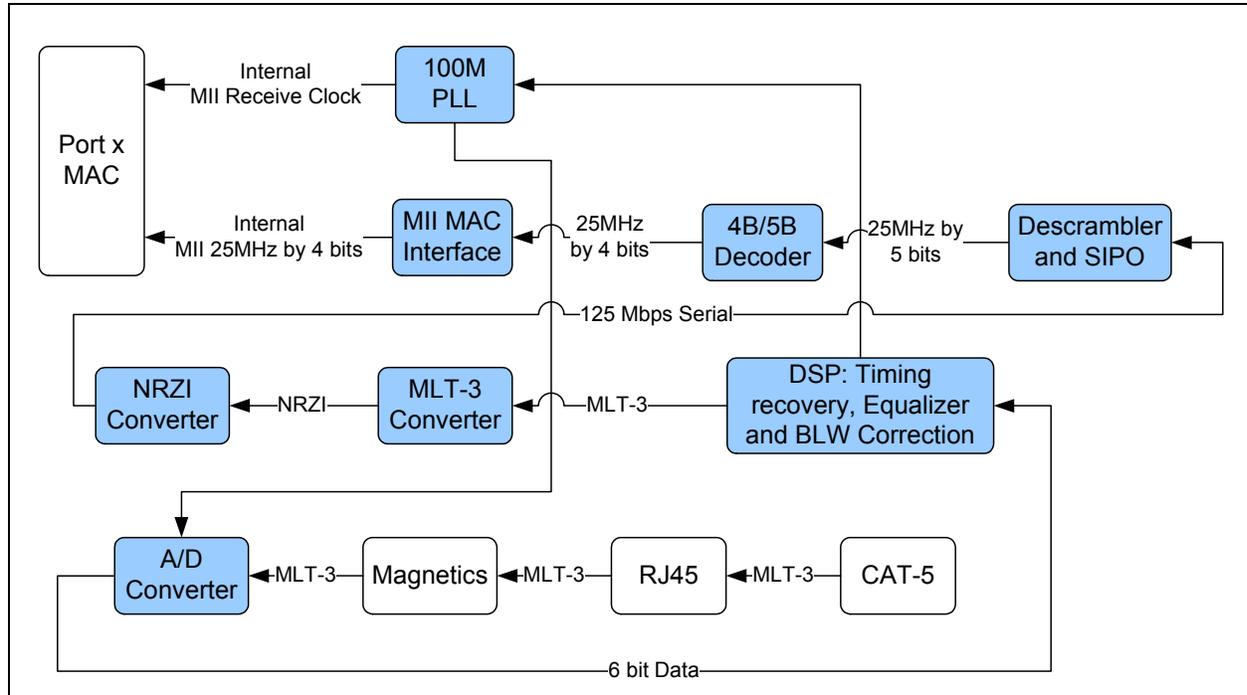 Internal
MII Receive Clock
100M
PLL
Port x
MAC
Internal
MII 25MHz by 4 bits
MII MAC
Interface
25MHz
by 4 bits
4B/5B
Decoder
25MHz by
5 bits
Descrambler
and SIPO
125 Mbps Serial
NRZI
Converter
NRZI
MLT-3
Converter
MLT-3
DSP: Timing
recovery, Equalizer
and BLW Correction
A/D
Converter
MLT-3
Magnetics
MLT-3
RJ45
MLT-3
CAT-5
6 bit Data